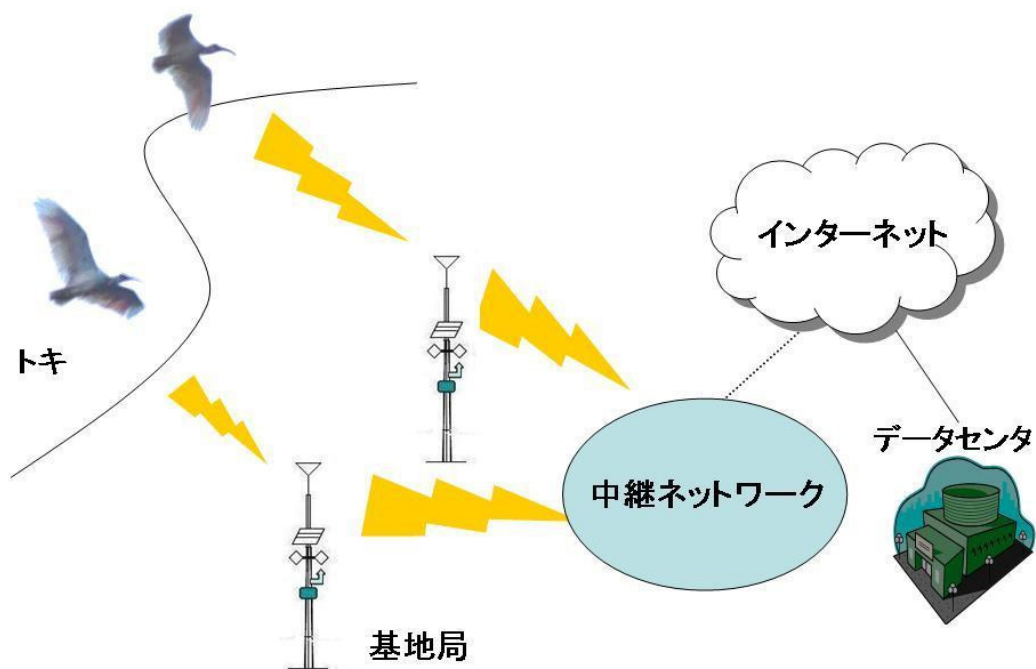 インターネット
トキ
データセンタ
中継ネットワーク
基地局